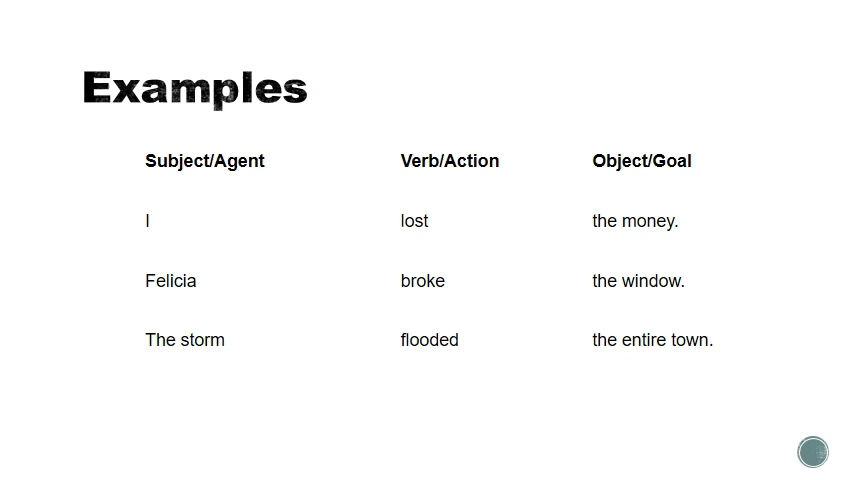 Examples
Subject/Agent Verb/Action Object/Goal
I lost the money.
Felicia broke the window.
The storm flooded the entire town.